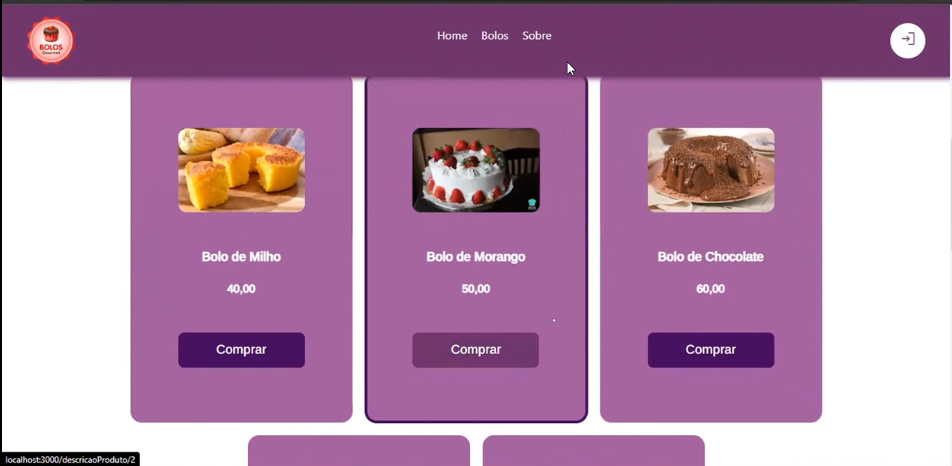 BOLOS
Gourmet
Home Bolos Sobre
Bolo de Milho
40,00
Comprar
Bolo de Morango
50,00
Comprar
Bolo de Chocolate
60,00
Comprar
localhost:3000/descricaoProduto/2